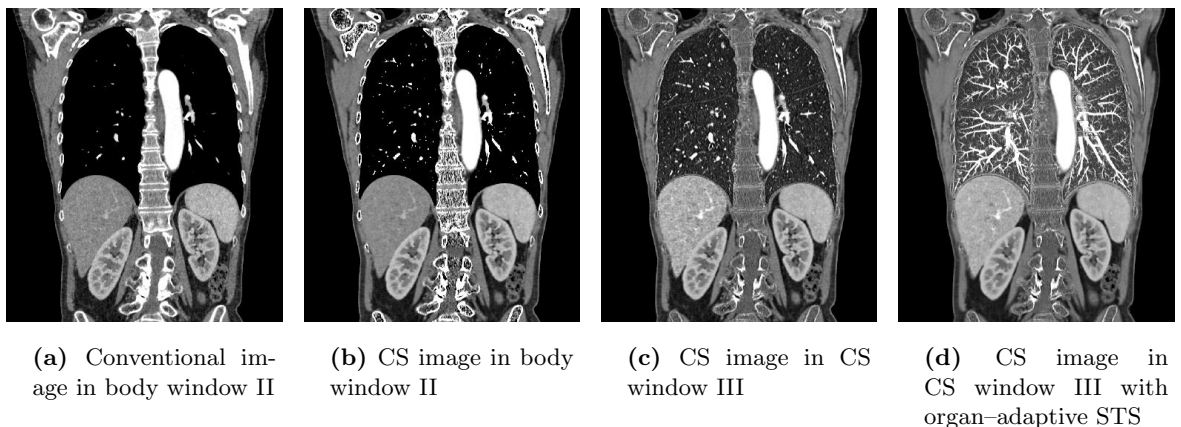 (a) Conventional im-
age in body window II
(b) CS image in body
window II
(c) CS image in CS
window III
(d) CS image in
CS window III with
organ–adaptive STS